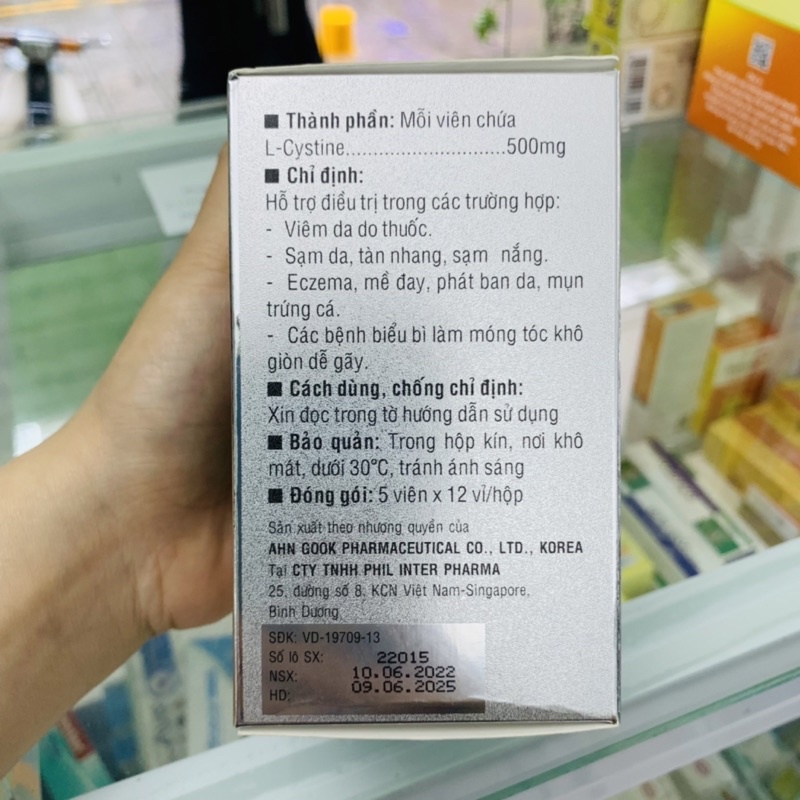 ■ Thành phần: Mỗi viên chứa
L-Cystine.............................500mg
■ Chỉ định:
Hỗ trợ điều trị trong các trường hợp:
- Viêm da do thuốc.
- Sạm da, tàn nhang, sạm nắng.
- Eczema, mề đay, phát ban da, mụn
trứng cá.
- Các bệnh biểu bì làm móng tóc khô
giòn dễ gãy.
■ Cách dùng, chống chỉ định:
Xin đọc trong tờ hướng dẫn sử dụng
■ Bảo quản: Trong hộp kín, nơi khô
mát, dưới 30°C, tránh ánh sáng
■ Đóng gói: 5 viên x 12 vỉ/hộp
Sản xuất theo nhượng quyền của
AHN GOOK PHARMACEUTICAL CO., LTD., KOREA
Tại CTY TNHH PHIL INTER PHARMA
25, đường số 8, KCN Việt Nam-Singapore,
Bình Dương
SĐK: VD-19709-13
Số lô SX: 22015
NSX: 10.06.2022
HD: 09.06.2025